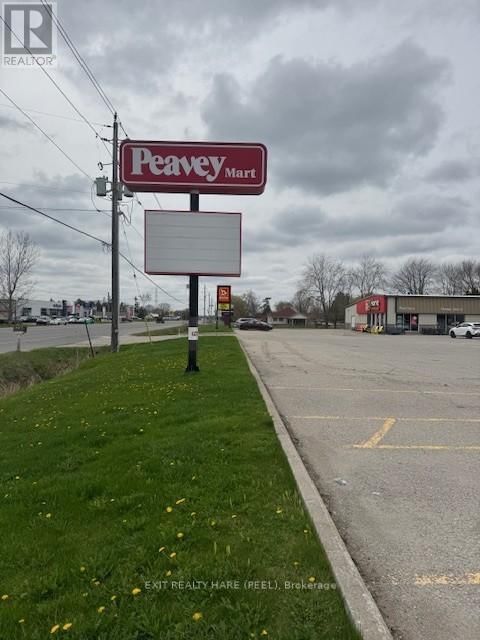 REALTOR®
Peavey Mart
EXIT REALTY HARE (PEEL), Brokerage